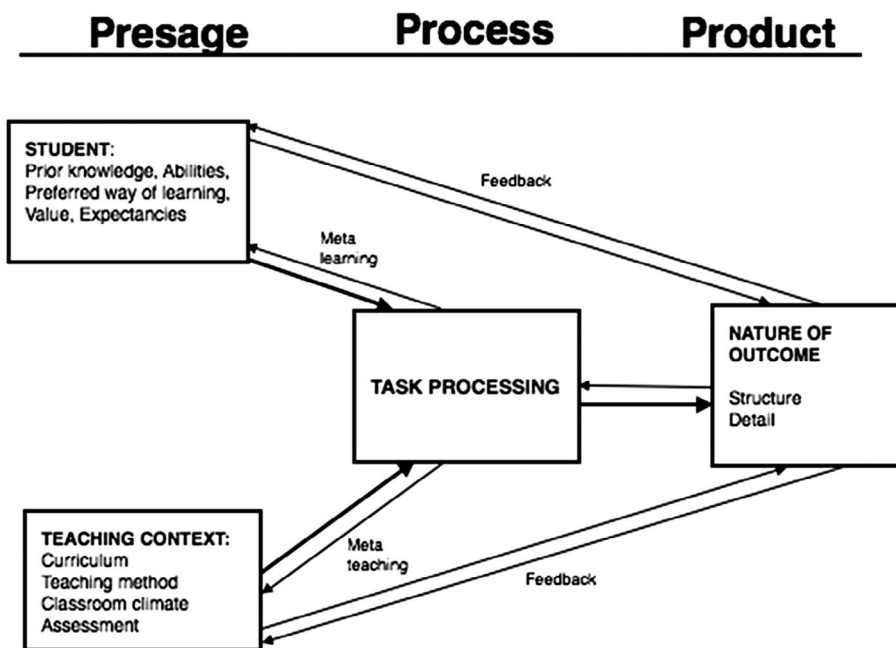 Presage Process Product
STUDENT:
Prior knowledge, Abilities,
Preferred way of learning,
Value, Expectancies
Feedback
Meta
learning
TASK PROCESSING
NATURE OF
OUTCOME
Structure
Detail
TEACHING CONTEXT:
Curriculum
Teaching method
Classroom climate
Assessment
Meta
teaching
Feedback